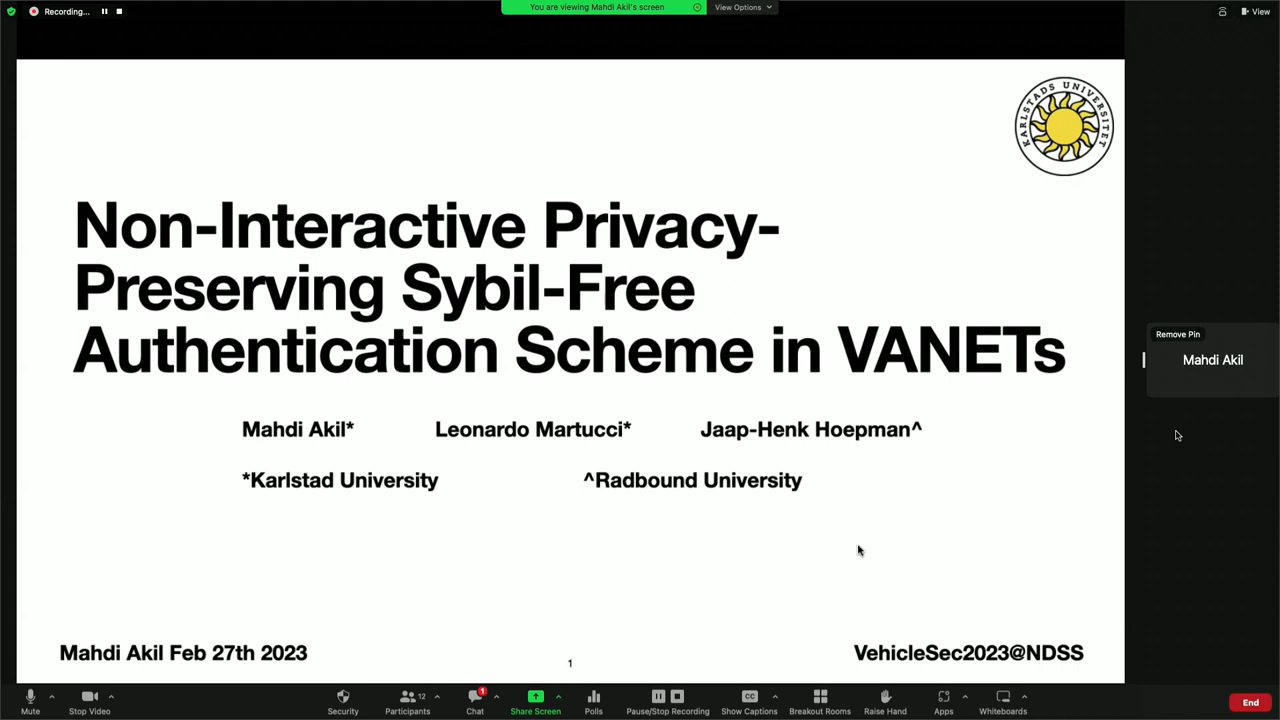 Recording...
You are viewing Mahdi Akil's screen
View Options
View
KARLSTADS UNIVERSITET
Non-Interactive Privacy-
Preserving Sybil-Free
Authentication Scheme in VANETs
Mahdi Akil* Leonardo Martucci* Jaap-Henk Hoepman^
*Karlstad University ^Radbound University
Mahdi Akil Feb 27th 2023
1
VehicleSec2023@NDSS
Remove Pin
Mahdi Akil
Mute
Stop Video
Security
Participants 12
Chat 1
Share Screen
Polls
Pause/Stop Recording
CC
Show Captions
Breakout Rooms
Raise Hand
Apps
Whiteboards
End